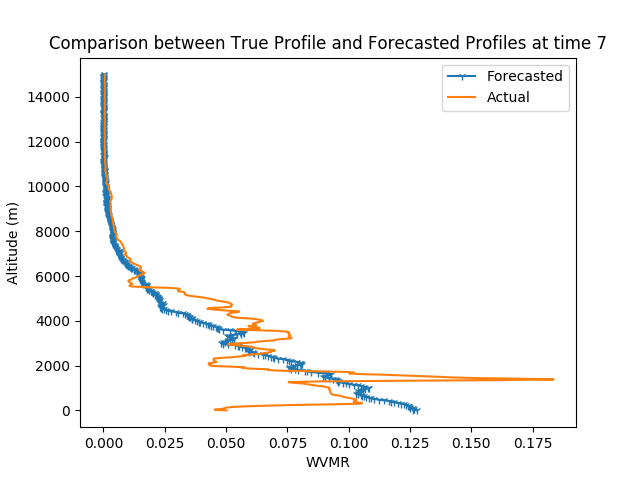 Comparison between True Profile and Forecasted Profiles at time 7
Forecasted
Actual
14000
12000
10000
8000
6000
4000
2000
0
Altitude (m)
0.000 0.025 0.050 0.075 0.100 0.125 0.150 0.175
WVMR